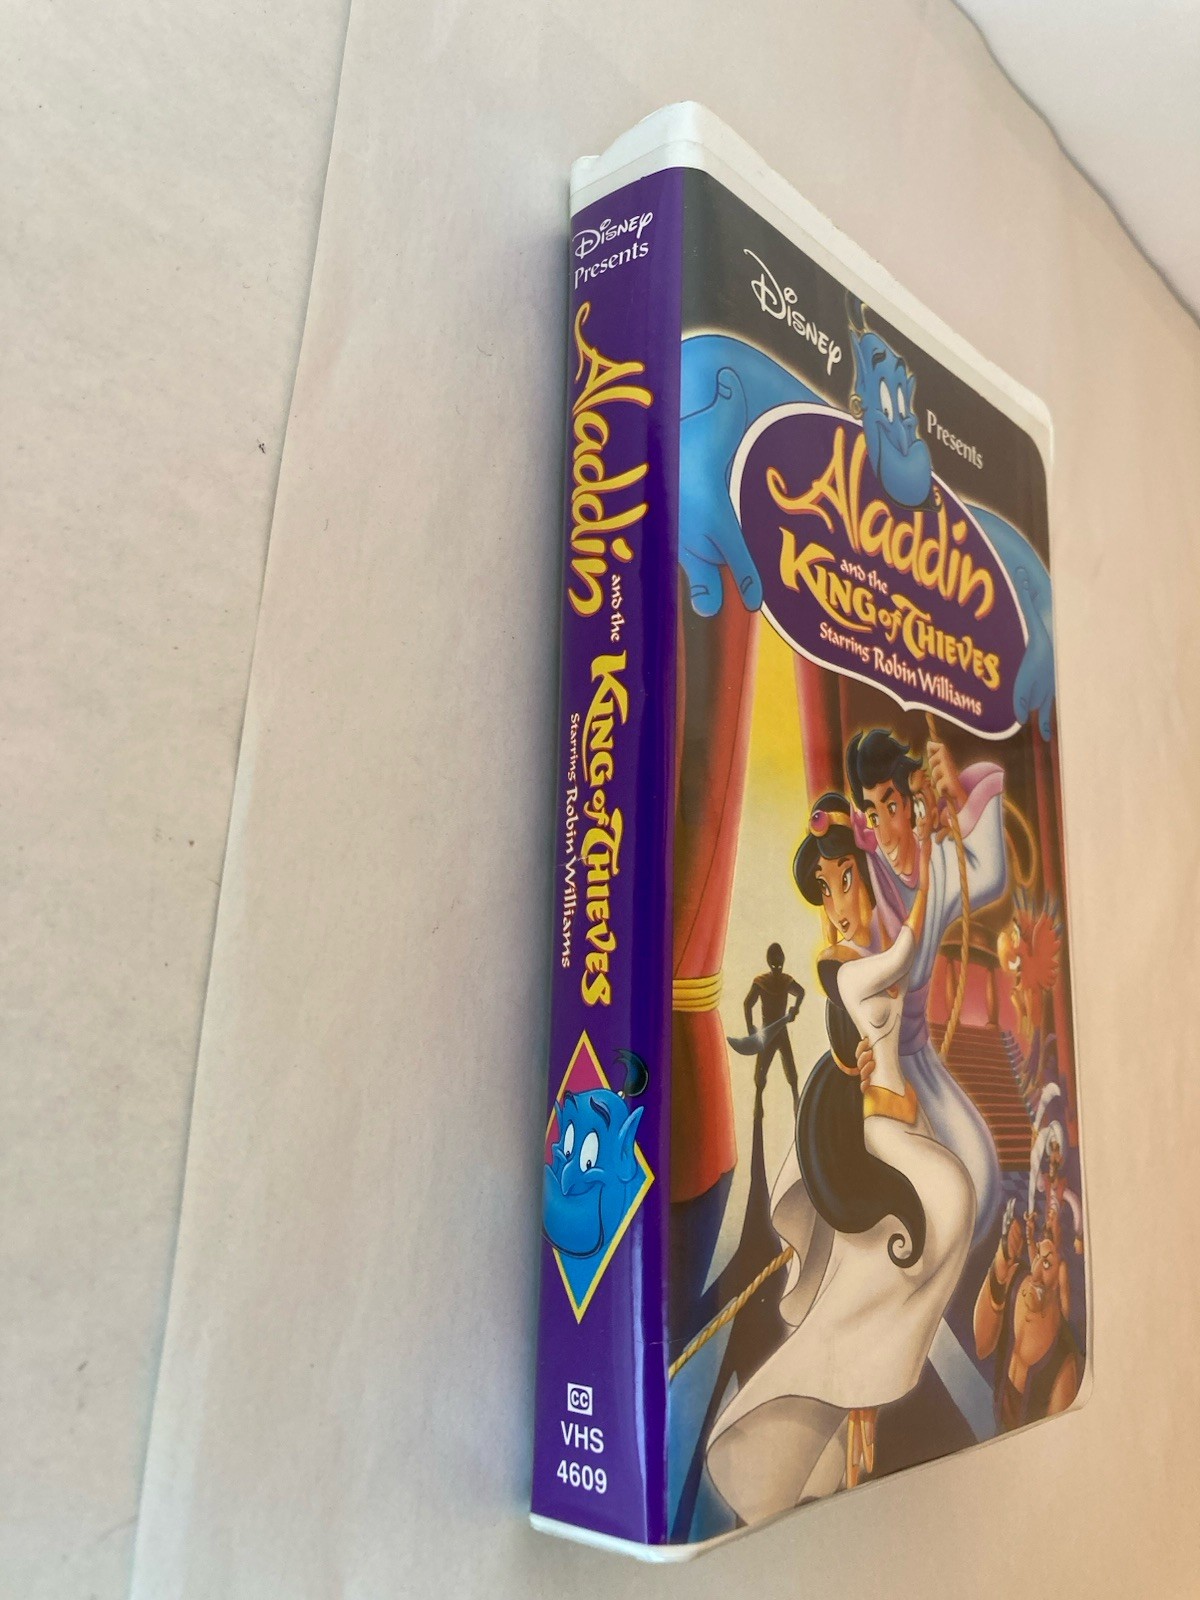 Disney
Presents
Aladdin
and the
King of Thieves
Starring Robin Williams
CC
VHS
4609
Disney
Presents
Aladdin
and the
King of Thieves
Starring Robin Williams